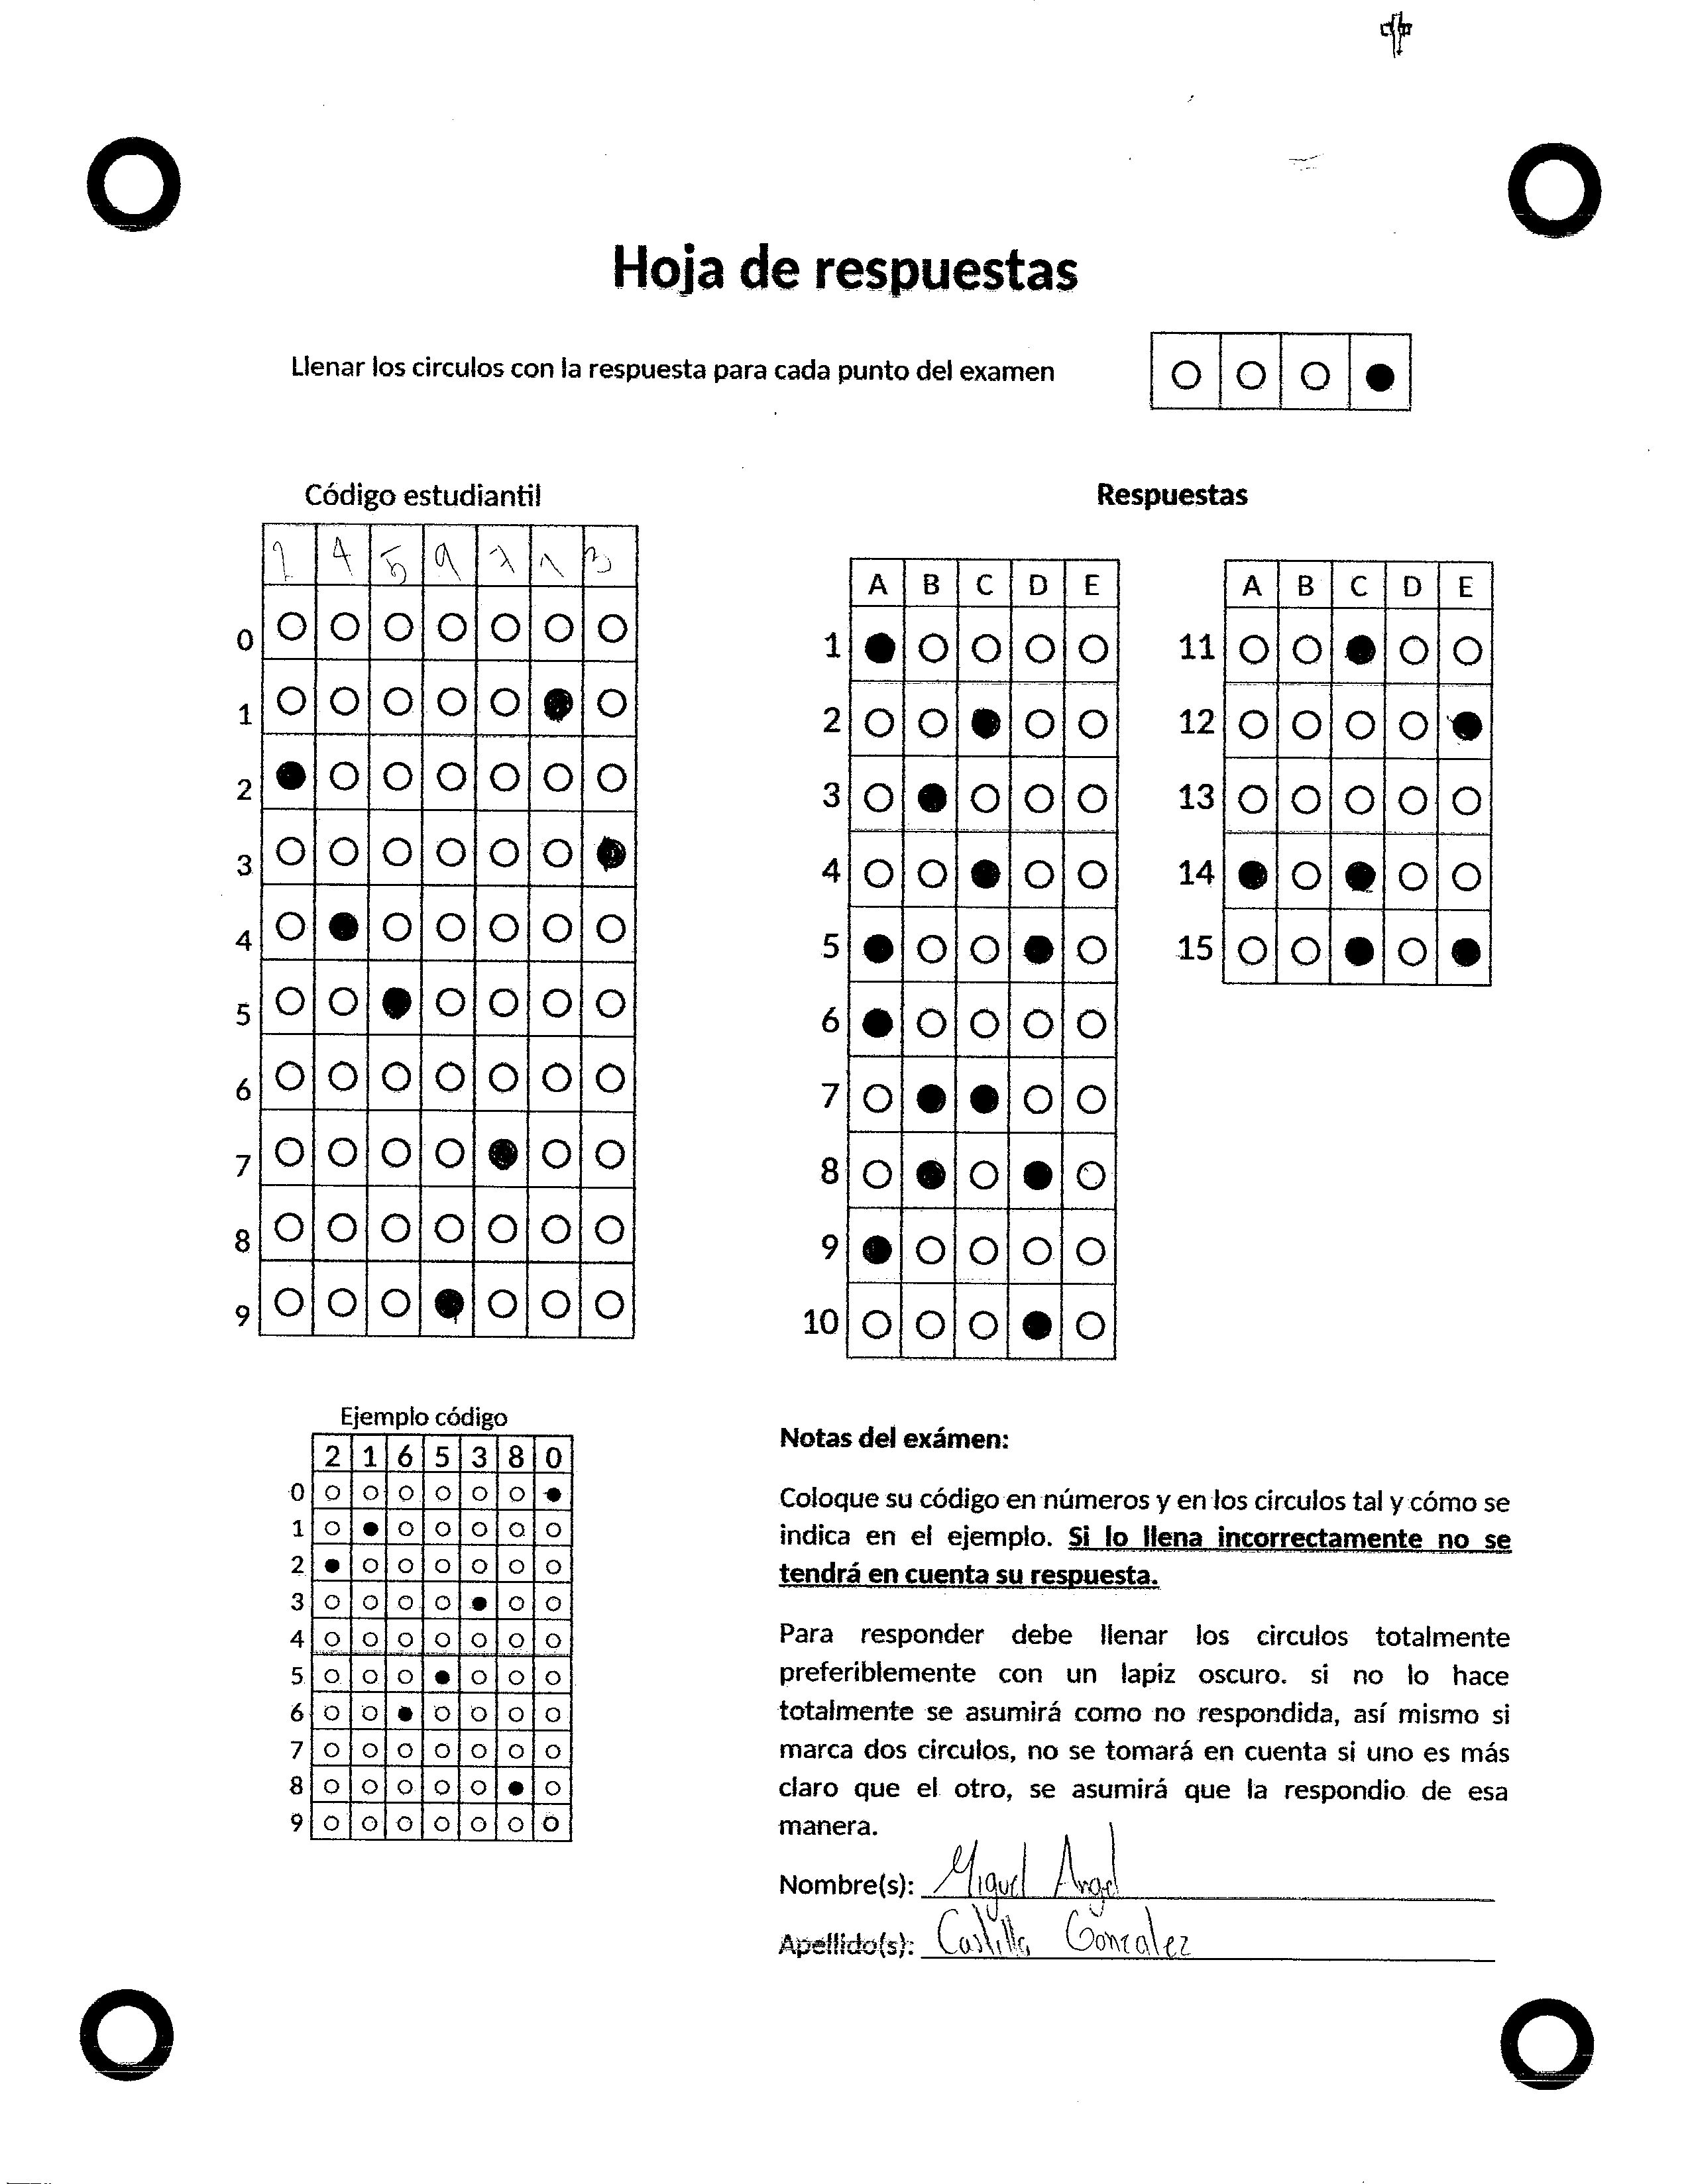 Hoja de respuestas
Llenar los circulos con la respuesta para cada punto del examen
Código estudiantil
2 4 5 9 7 1 3
0
1
2
3
4
5
6
7
8
9
Respuestas
A B C D E
1
2
3
4
5
6
7
8
9
10
A B C D E
11
12
13
14
15
Ejemplo código
2 1 6 5 3 8 0
0
1
2
3
4
5
6
7
8
9
Notas del exámen:
Coloque su código en números y en los circulos tal y cómo se
indica en el ejemplo. Si lo llena incorrectamente no se
tendrá en cuenta su respuesta.
Para responder debe llenar los circulos totalmente
preferiblemente con un lapiz oscuro. si no lo hace
totalmente se asumirá como no respondida, así mismo si
marca dos circulos, no se tomará en cuenta si uno es más
claro que el otro, se asumirá que la respondio de esa
manera.
Nombre(s): Miguel Angel
Apellido(s): Castilla Gonzalez